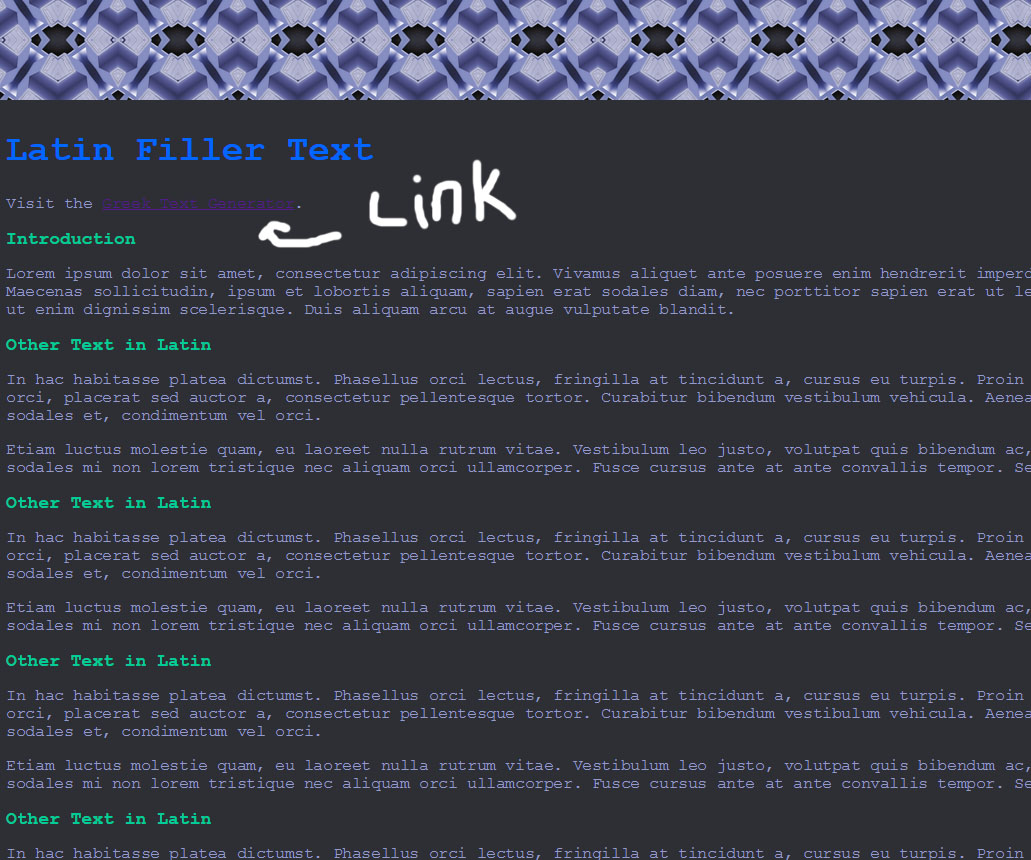 Latin Filler Text
Link
Visit the Greek Text Generator.
Introduction
Lorem ipsum dolor sit amet, consectetur adipiscing elit. Vivamus aliquet ante posuere enim hendrerit
Maecenas sollicitudin, ipsum et lobortis aliquam, sapien erat sodales diam, nec porttitor sapien erat ut
ut enim dignissim scelerisque. Duis aliquam arcu at augue vulputate blandit.
Other Text in Latin
In hac habitasse platea dictumst. Phasellus orci lectus, fringilla at tincidunt a, cursus eu turpis. Proin
orci, placerat sed auctor a, consectetur pellentesque tortor. Curabitur bibendum vestibulum vehicula.
sodales et, condimentum vel orci.
Etiam luctus molestie quam, eu laoreet nulla rutrum vitae. Vestibulum leo justo, volutpat quis bibendum ac,
sodales mi non lorem tristique nec aliquam orci ullamcorper. Fusce cursus ante at ante convallis tempor.
Other Text in Latin
In hac habitasse platea dictumst. Phasellus orci lectus, fringilla at tincidunt a, cursus eu turpis. Proin
orci, placerat sed auctor a, consectetur pellentesque tortor. Curabitur bibendum vestibulum vehicula.
sodales et, condimentum vel orci.
Etiam luctus molestie quam, eu laoreet nulla rutrum vitae. Vestibulum leo justo, volutpat quis bibendum ac,
sodales mi non lorem tristique nec aliquam orci ullamcorper. Fusce cursus ante at ante convallis tempor.
Other Text in Latin
In hac habitasse platea dictumst. Phasellus orci lectus, fringilla at tincidunt a, cursus eu turpis. Proin
orci, placerat sed auctor a, consectetur pellentesque tortor. Curabitur bibendum vestibulum vehicula.
sodales et, condimentum vel orci.
Etiam luctus molestie quam, eu laoreet nulla rutrum vitae. Vestibulum leo justo, volutpat quis bibendum ac,
sodales mi non lorem tristique nec aliquam orci ullamcorper. Fusce cursus ante at ante convallis tempor.
Other Text in Latin
In hac habitasse platea dictumst. Phasellus orci lectus, fringilla at tincidunt a, cursus eu turpis. Proin